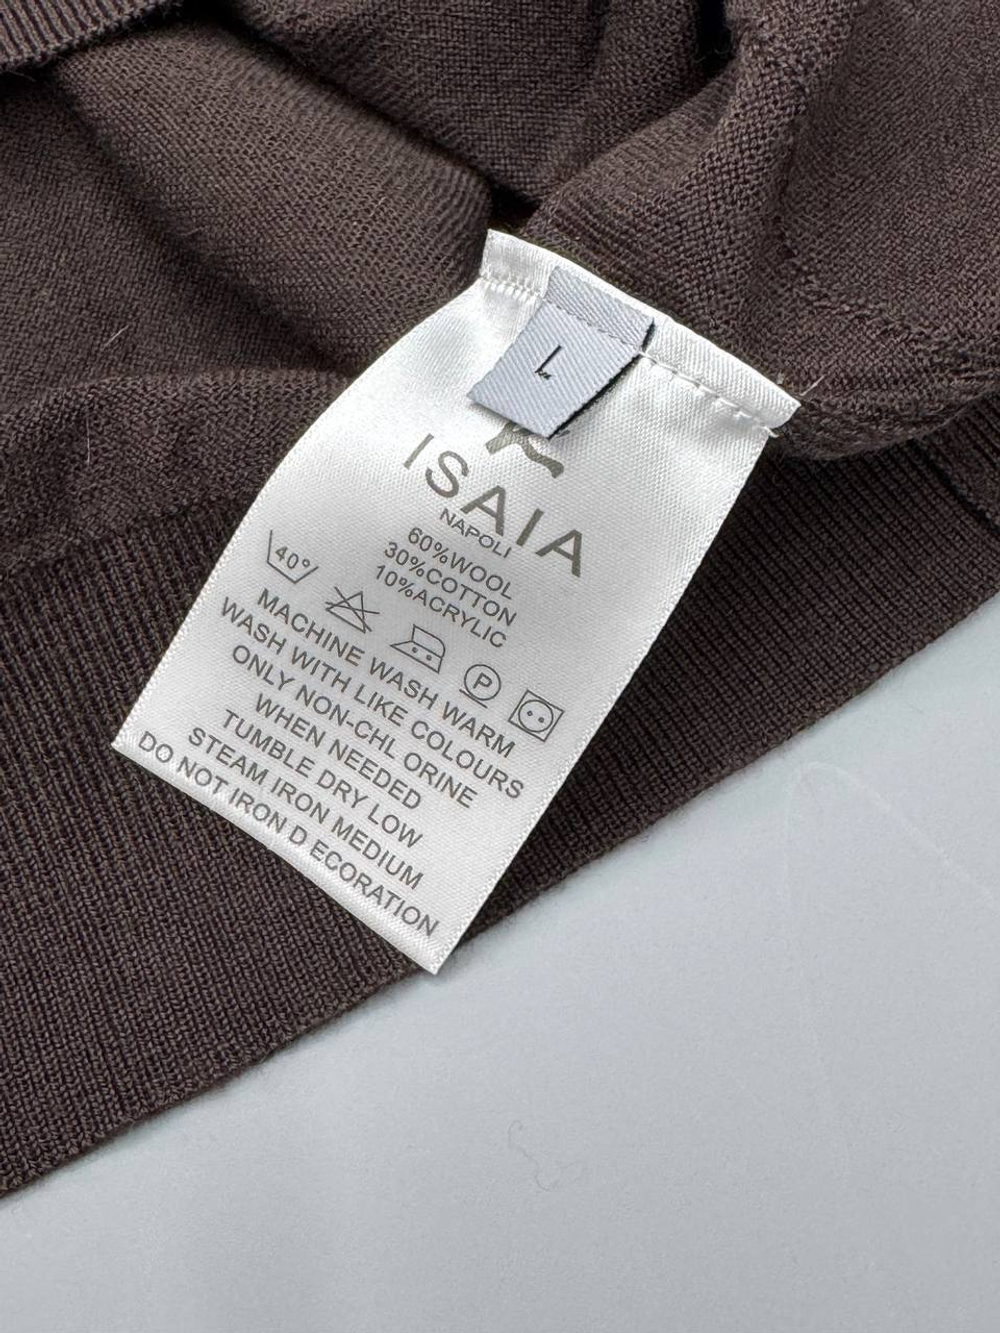 L
ISAIA
NAPOLI
60%WOOL
30%COTTON
10%ACRYLIC
40°
P
MACHINE WASH WARM
WASH WITH LIKE COLOURS
ONLY NON-CHL ORINE
WHEN NEEDED
TUMBLE DRY LOW
STEAM IRON MEDIUM
DO NOT IRON D ECORATION